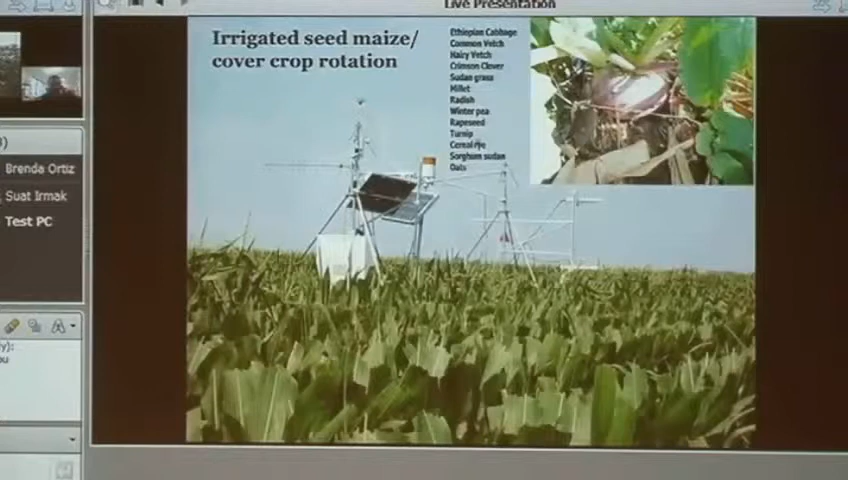 Live Presentation
Irrigated seed maize/
cover crop rotation
Ethiopian Cabbage
Common Vetch
Hairy Vetch
Crimson Clover
Sudan grass
Millet
Radish
Winter pea
Rapeseed
Turnip
Cereal rye
Sorghum sudan
Oats
Brenda Ortiz
Suat Irmak
Test PC